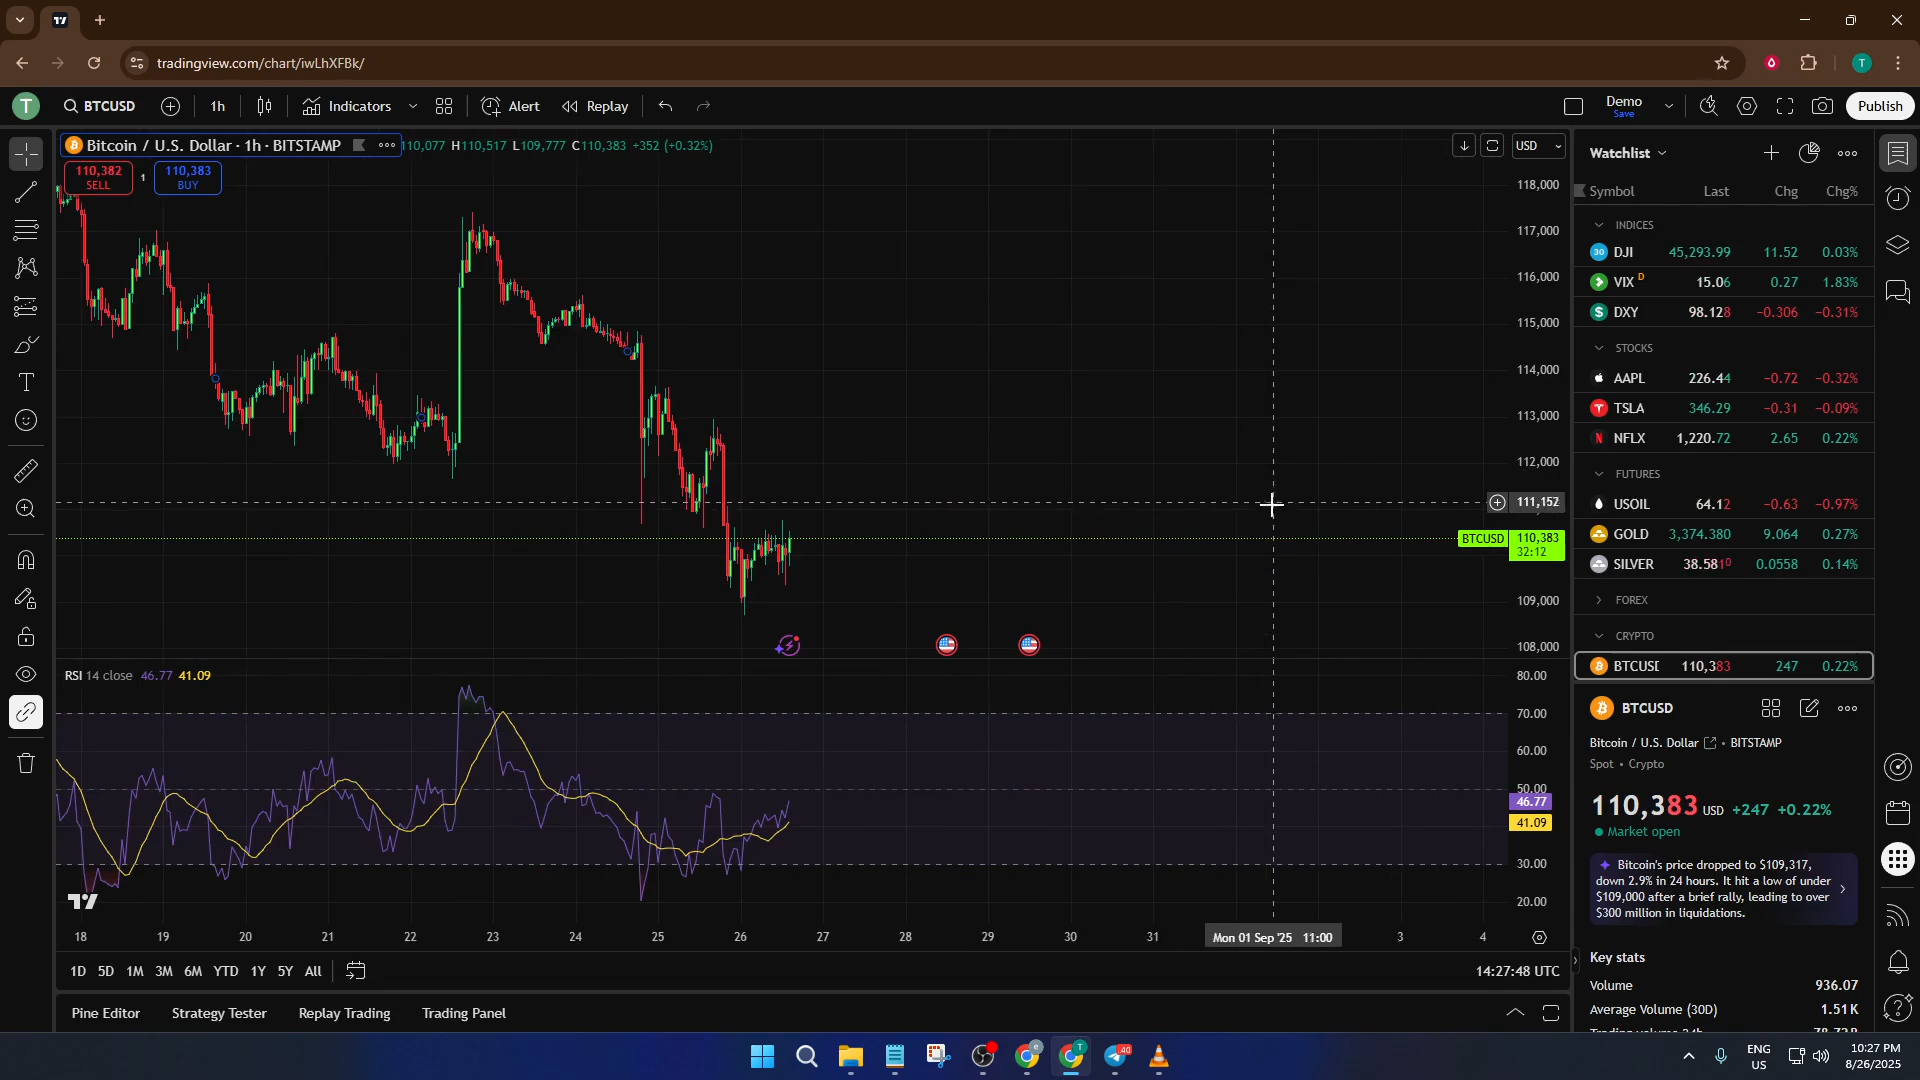 tradingview.com/chart/iwLhXFBk/
T
T BTCUSD 1h Indicators Alert Replay Demo Save Publish
Bitcoin / U.S. Dollar · 1h · BITSTAMP 110,077 H110,517 L109,777 C110,383 +352 (+0.32%)
110,382 SELL 1 110,383 BUY
USD
118,000
117,000
116,000
115,000
114,000
113,000
112,000
111,152
BTCUSD 110,383
32:12
109,000
108,000
RSI 14 close 46.77 41.09
80.00
70.00
60.00
50.00
46.77
41.09
30.00
20.00
18 19 20 21 22 23 24 25 26 27 28 29 30 31 Mon 01 Sep '25 11:00 3 4
1D 5D 1M 3M 6M YTD 1Y 5Y All 14:27:48 UTC
Pine Editor Strategy Tester Replay Trading Trading Panel
Watchlist
Symbol Last Chg Chg%
INDICES
30 DJI 45,293.99 11.52 0.03%
VIX D 15.06 0.27 1.83%
$ DXY 98.128 −0.306 −0.31%
STOCKS
AAPL 226.44 −0.72 −0.32%
TSLA 346.29 −0.31 −0.09%
N NFLX 1,220.72 2.65 0.22%
FUTURES
USOIL 64.12 −0.63 −0.97%
GOLD 3,374.380 9.064 0.27%
SILVER 38.5810 0.0558 0.14%
FOREX
CRYPTO
BTCUSD 110,383 247 0.22%
BTCUSD
Bitcoin / U.S. Dollar • BITSTAMP
Spot • Crypto
110,383 USD +247 +0.22%
Market open
Bitcoin's price dropped to $109,317,
down 2.9% in 24 hours. It hit a low of under
$109,000 after a brief rally, leading to over
$300 million in liquidations.
Key stats
Volume 936.07
Average Volume (30D) 1.51 K
e T 40
ENG
US
10:27 PM
8/26/2025